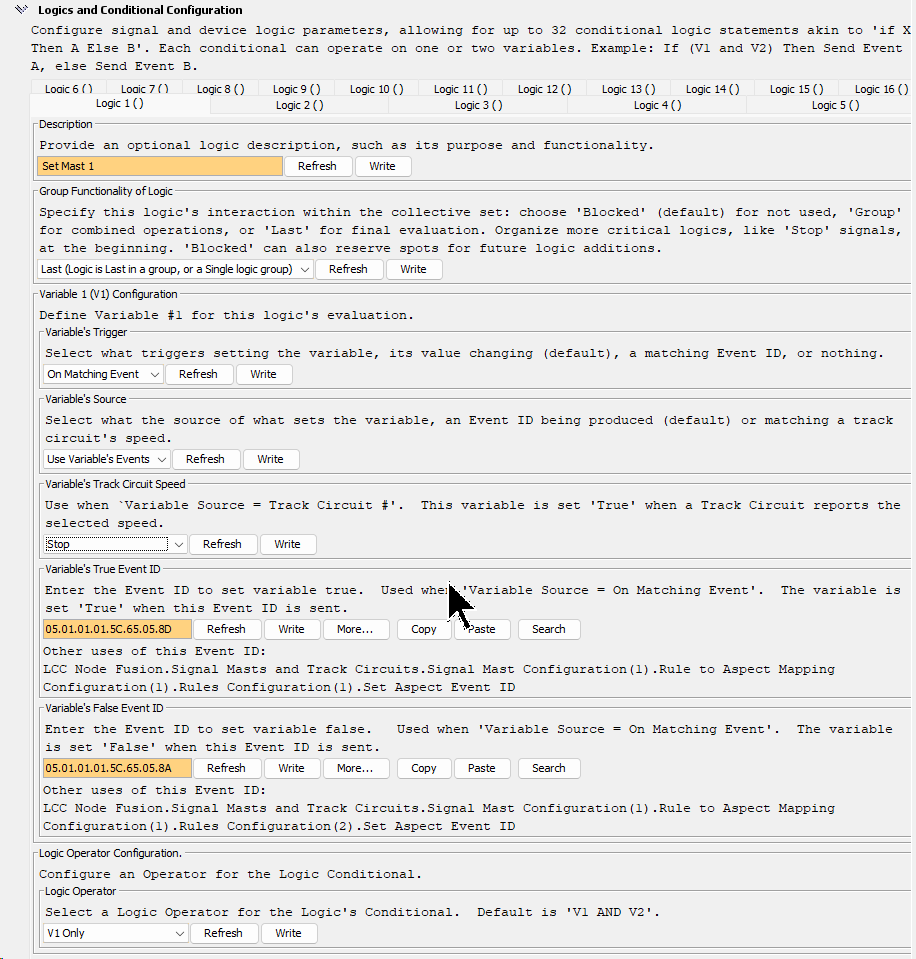 Logics and Conditional Configuration
Configure signal and device logic parameters, allowing for up to 32 conditional logic statements akin to 'if X
Then A Else B'. Each conditional can operate on one or two variables. Example: If (V1 and V2) Then Send Event
A, else Send Event B.
Logic 6 ( ) Logic 7 ( ) Logic 8 ( ) Logic 9 ( ) Logic 10 ( ) Logic 11 ( ) Logic 12 ( ) Logic 13 ( ) Logic 14 ( ) Logic 15 ( ) Logic 16 ( )
Logic 1 ( ) Logic 2 ( ) Logic 3 ( ) Logic 4 ( ) Logic 5 ( )
Description
Provide an optional logic description, such as its purpose and functionality.
Set Mast 1 Refresh Write
Group Functionality of Logic
Specify this logic's interaction within the collective set: choose 'Blocked' (default) for not used, 'Group'
for combined operations, or 'Last' for final evaluation. Organize more critical logics, like 'Stop' signals,
at the beginning. 'Blocked' can also reserve spots for future logic additions.
Last (Logic is Last in a group, or a Single logic group) Refresh Write
Variable 1 (V1) Configuration
Define Variable #1 for this logic's evaluation.
Variable's Trigger
Select what triggers setting the variable, its value changing (default), a matching Event ID, or nothing.
On Matching Event Refresh Write
Variable's Source
Select what the source of what sets the variable, an Event ID being produced (default) or matching a track
circuit's speed.
Use Variable's Events Refresh Write
Variable's Track Circuit Speed
Use when `Variable Source = Track Circuit #'.  This variable is set 'True' when a Track Circuit reports the
selected speed.
Stop Refresh Write
Variable's True Event ID
Enter the Event ID to set variable true.  Used when 'Variable Source = On Matching Event'.  The variable is
set 'True' when this Event ID is sent.
05.01.01.01.5C.65.05.8D Refresh Write More... Copy Paste Search
Other uses of this Event ID:
LCC Node Fusion.Signal Masts and Track Circuits.Signal Mast Configuration(1).Rule to Aspect Mapping
Configuration(1).Rules Configuration(1).Set Aspect Event ID
Variable's False Event ID
Enter the Event ID to set variable false.   Used when 'Variable Source = On Matching Event'.  The variable
is set 'False' when this Event ID is sent.
05.01.01.01.5C.65.05.8A Refresh Write More... Copy Paste Search
Other uses of this Event ID:
LCC Node Fusion.Signal Masts and Track Circuits.Signal Mast Configuration(1).Rule to Aspect Mapping
Configuration(1).Rules Configuration(2).Set Aspect Event ID
Logic Operator Configuration.
Configure an Operator for the Logic Conditional.
Logic Operator
Select a Logic Operator for the Logic's Conditional.  Default is 'V1 AND V2'.
V1 Only Refresh Write